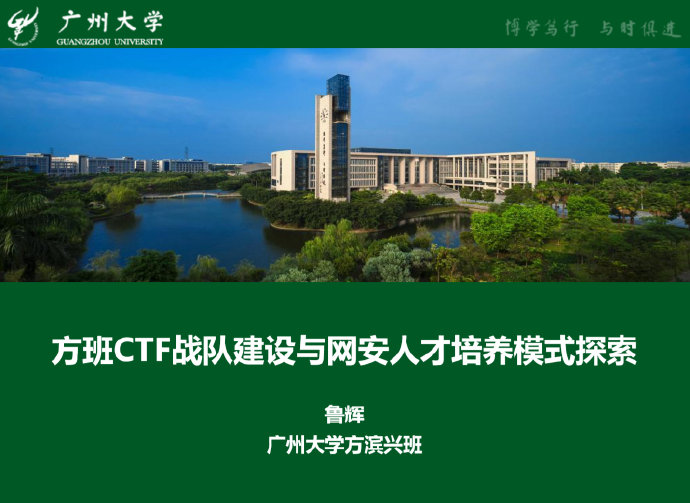 广州大学
GUANGZHOU UNIVERSITY
博学笃行 与时俱进
方班CTF战队建设与网安人才培养模式探索
鲁辉
广州大学方滨兴班